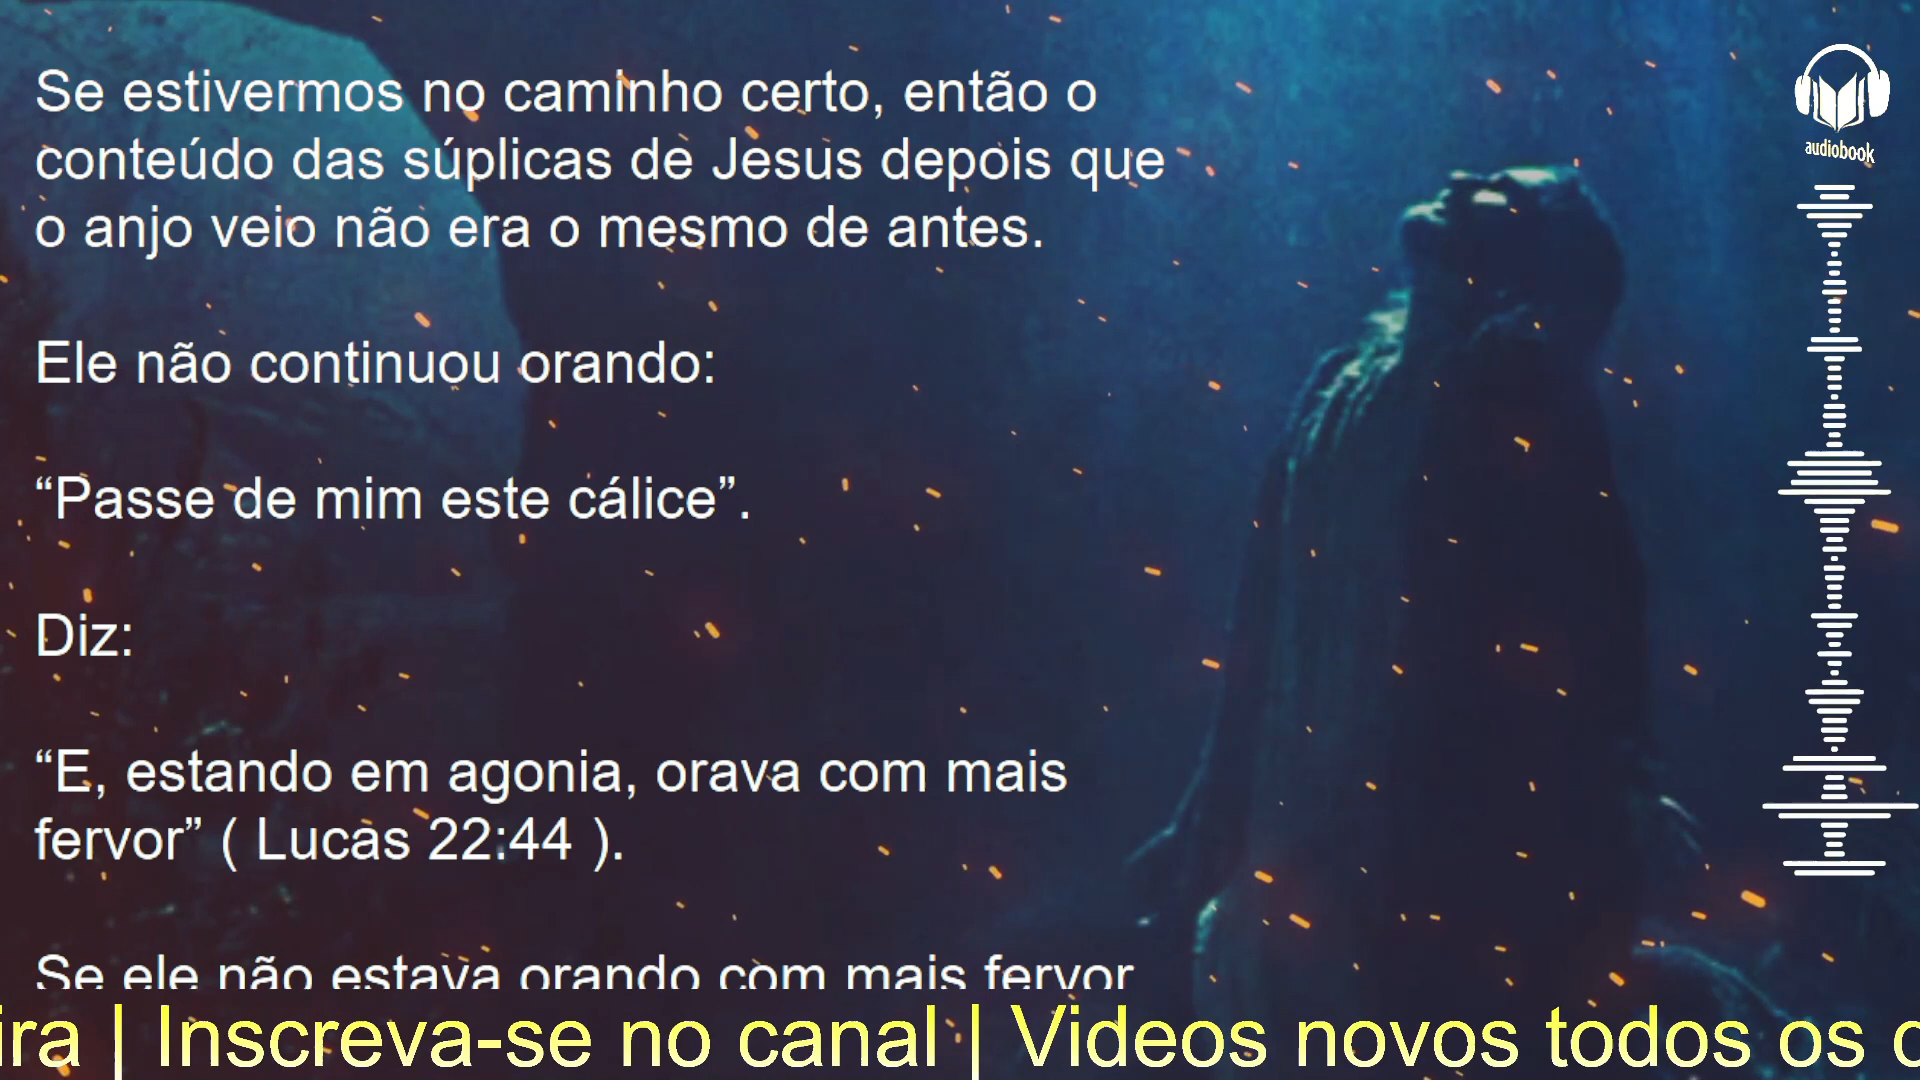 Se estivermos no caminho certo, então o
conteúdo das súplicas de Jesus depois que
o anjo veio não era o mesmo de antes.
Ele não continuou orando:
“Passe de mim este cálice”.
Diz:
“E, estando em agonia, orava com mais
fervor” ( Lucas 22:44 ).
Se ele não estava orando com mais fervor
ira | Inscreva-se no canal | Videos novos todos os
audiobook